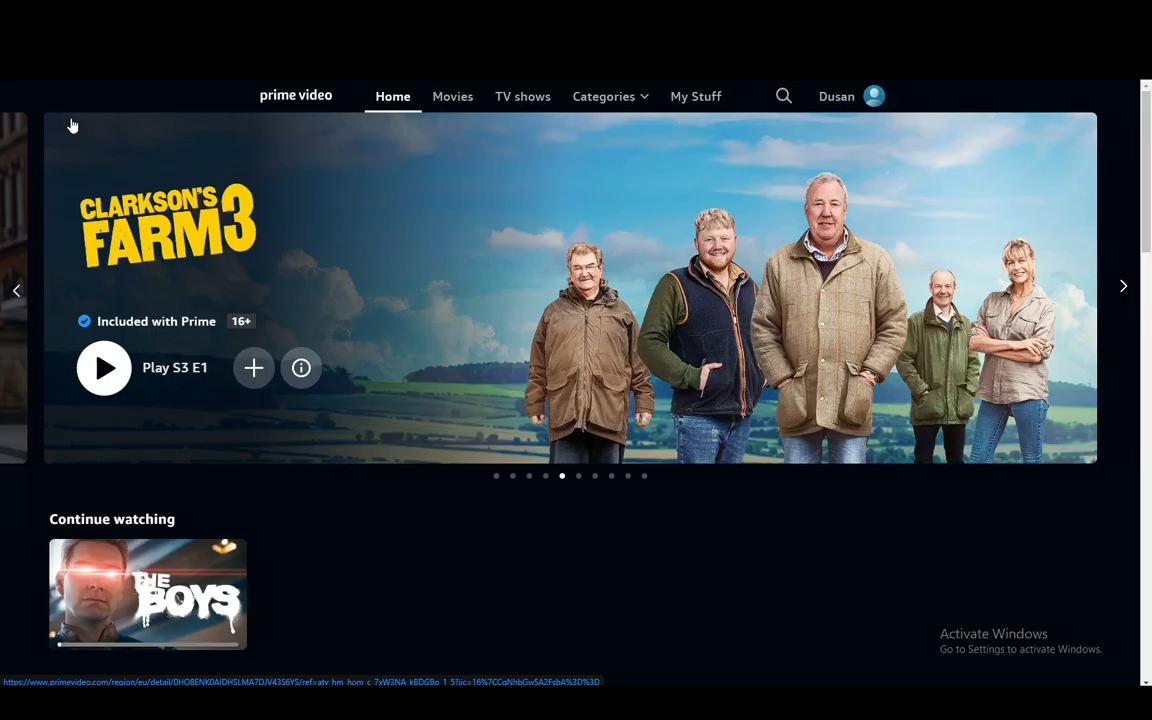 prime video
Home
Movies
TV shows
Categories
My Stuff
Dusan
CLARKSON'S
FARM3
Included with Prime
16+
Play S3 E1
Continue watching
THE
BOYS
Activate Windows
Go to Settings to activate Windows.